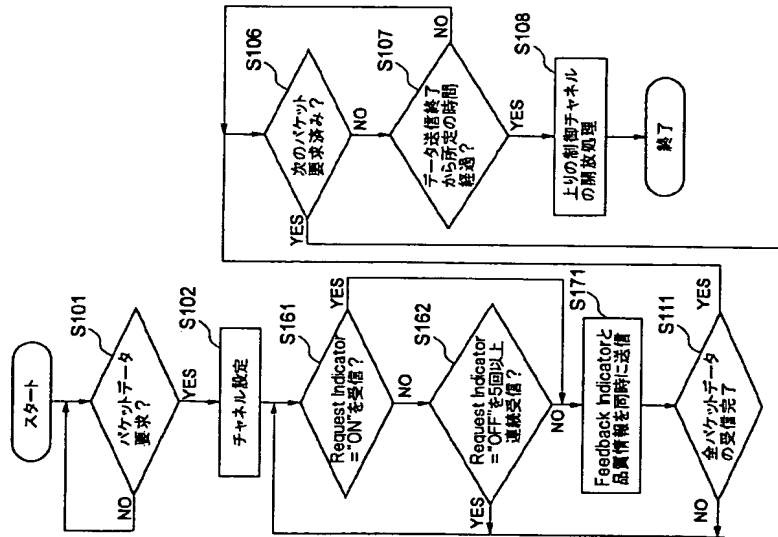 スタート
S101
パケットデータ
要求?
NO
YES
S102
チャネル設定
S161
Request Indicator
="ON"を受信?
YES
NO
S162
Request Indicator
="OFF"を5回以上
連続受信?
YES
NO
S171
Feedback Indicatorと
品質情報を同時に送信
S111
全パケットデータ
の受信完了
NO
YES
S106
次のパケット
要求済み?
YES
NO
S107
データ送信終了
から所定の時間
経過?
NO
YES
S108
上りの制御チャネル
の開放処理
終了